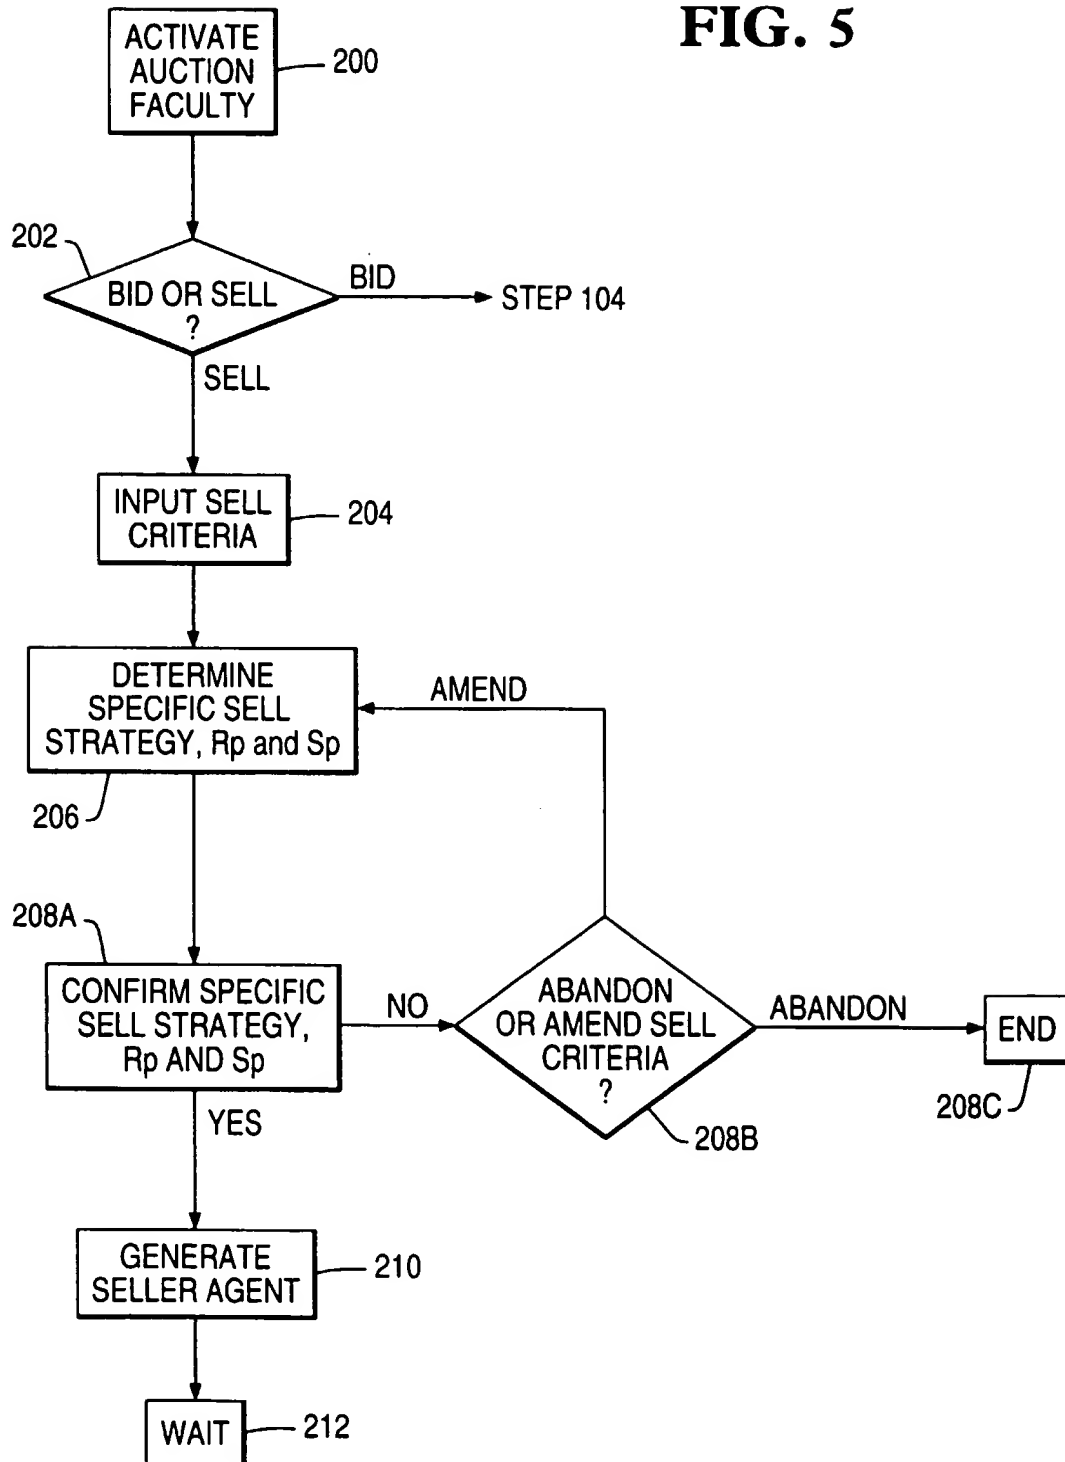 FIG. 5
ACTIVATE
AUCTION
FACULTY
200
202
BID OR SELL
?
BID
STEP 104
SELL
INPUT SELL
CRITERIA
204
DETERMINE
SPECIFIC SELL
STRATEGY, Rp and Sp
206
AMEND
208A
CONFIRM SPECIFIC
SELL STRATEGY,
Rp AND Sp
NO
ABANDON
OR AMEND SELL
CRITERIA
?
208B
ABANDON
END
208C
YES
GENERATE
SELLER AGENT
210
WAIT
212